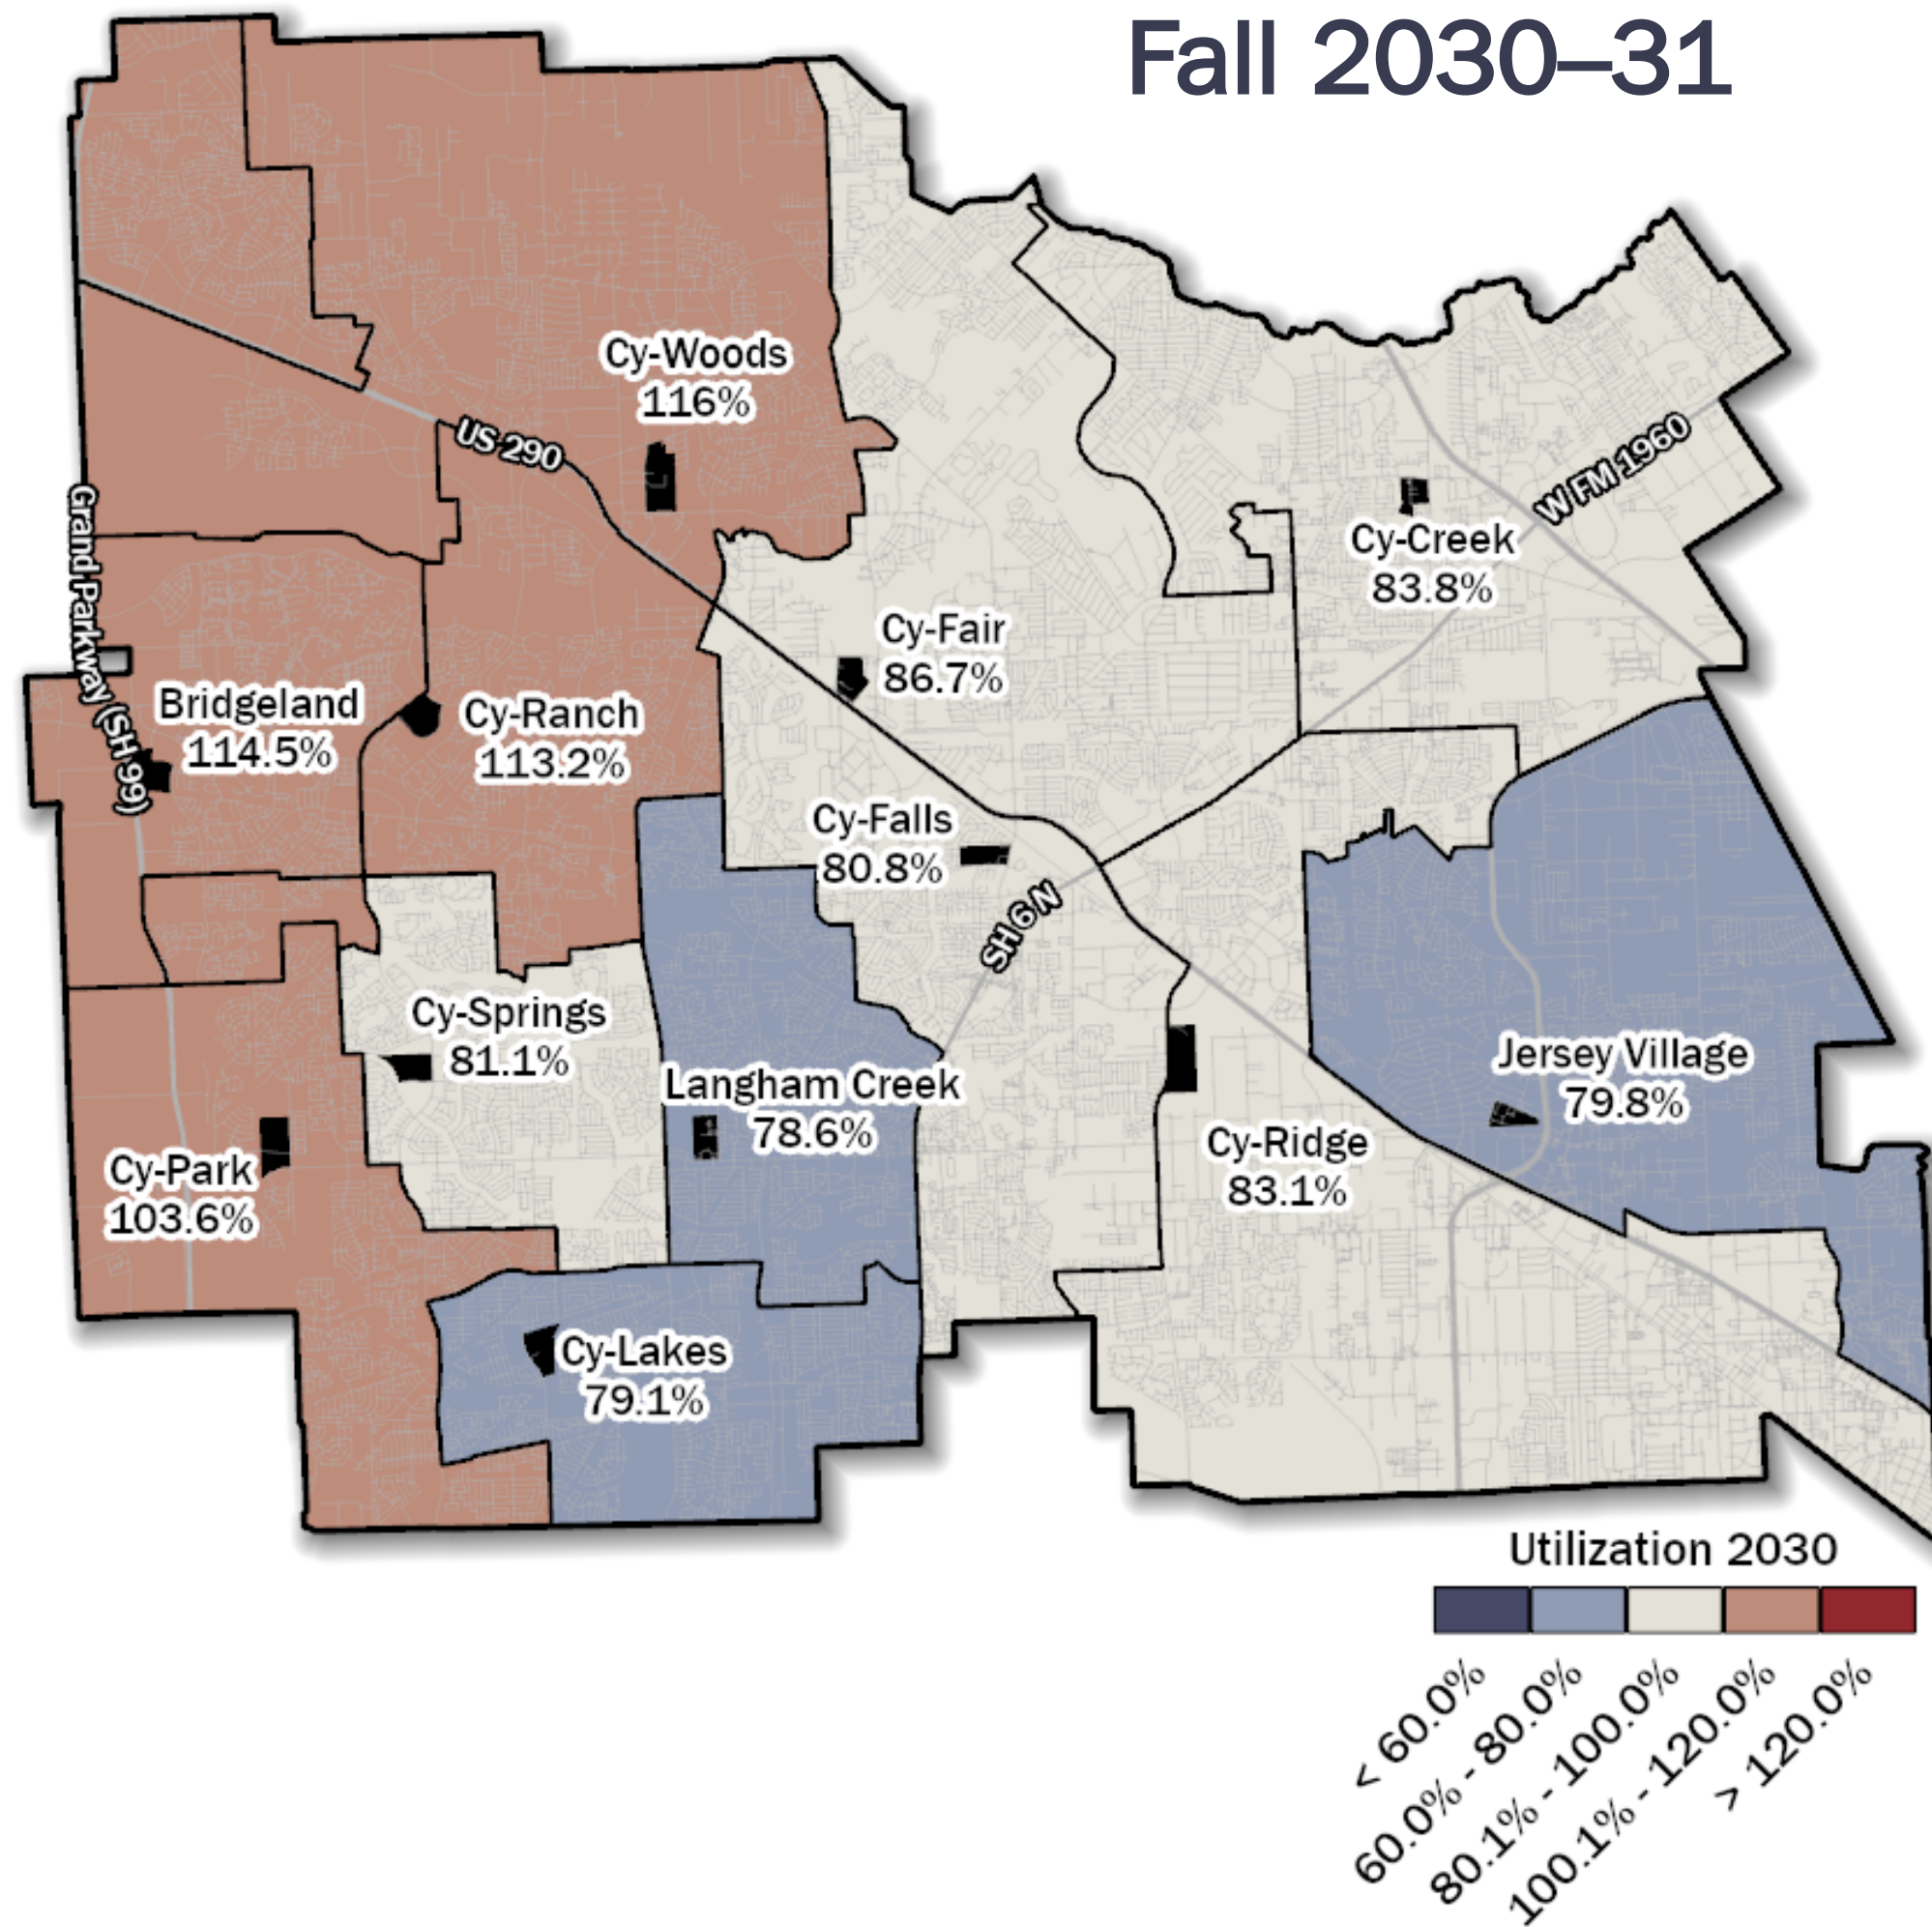 Fall 2030–31
Cy-Woods
116%
US 290
Grand Parkway (SH 99)
W FM 1960
Cy-Creek
83.8%
Cy-Fair
86.7%
Bridgeland
114.5%
Cy-Ranch
113.2%
Cy-Falls
80.8%
SH 6 N
Cy-Springs
81.1%
Langham Creek
78.6%
Jersey Village
79.8%
Cy-Park
103.6%
Cy-Ridge
83.1%
Cy-Lakes
79.1%
Utilization 2030
< 60.0%
60.0% - 80.0%
80.1% - 100.0%
100.1% - 120.0%
> 120.0%